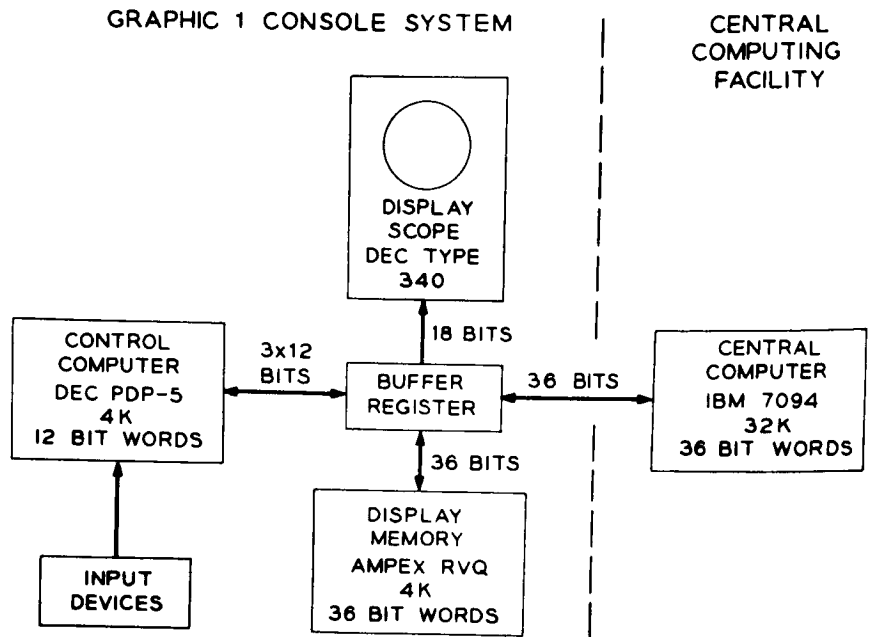 GRAPHIC 1 CONSOLE SYSTEM
CENTRAL
COMPUTING
FACILITY
DISPLAY
SCOPE
DEC TYPE
340
18 BITS
CONTROL
COMPUTER
DEC PDP-5
4K
12 BIT WORDS
3x12
BITS
BUFFER
REGISTER
36 BITS
CENTRAL
COMPUTER
IBM 7094
32K
36 BIT WORDS
36 BITS
DISPLAY
MEMORY
AMPEX RVQ
4K
36 BIT WORDS
INPUT
DEVICES